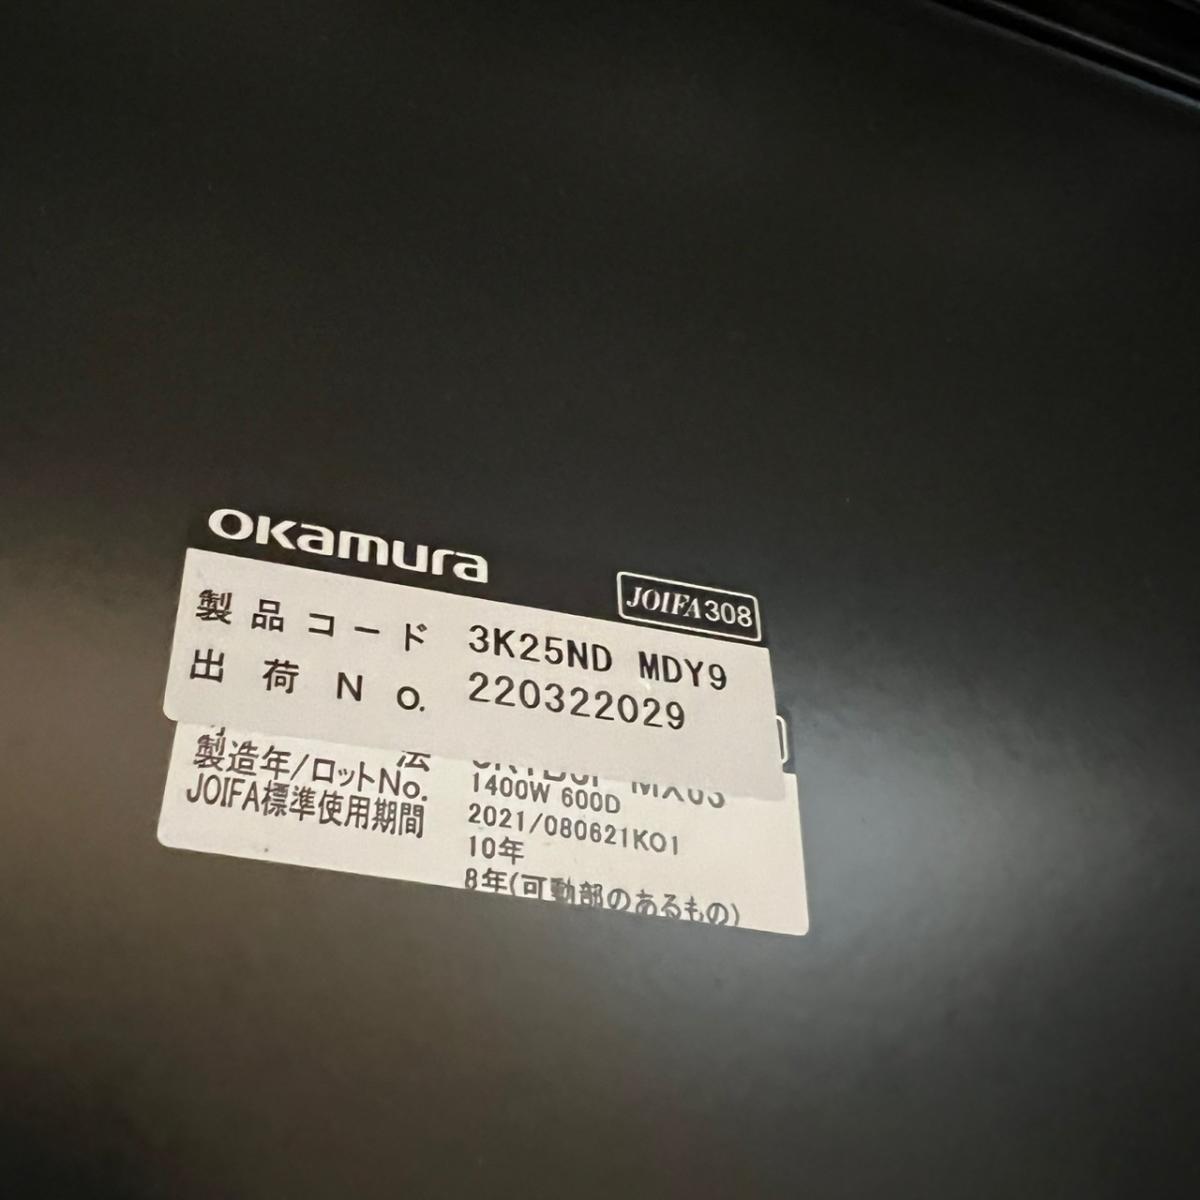 OKamura
JOIFA308
製品コード 3K25ND MDY9
出荷No. 220322029
法 1400W 600D
製造年/ロットNo. 2021/080621K01
JOIFA標準使用期間 10年
8年(可動部のあるもの)